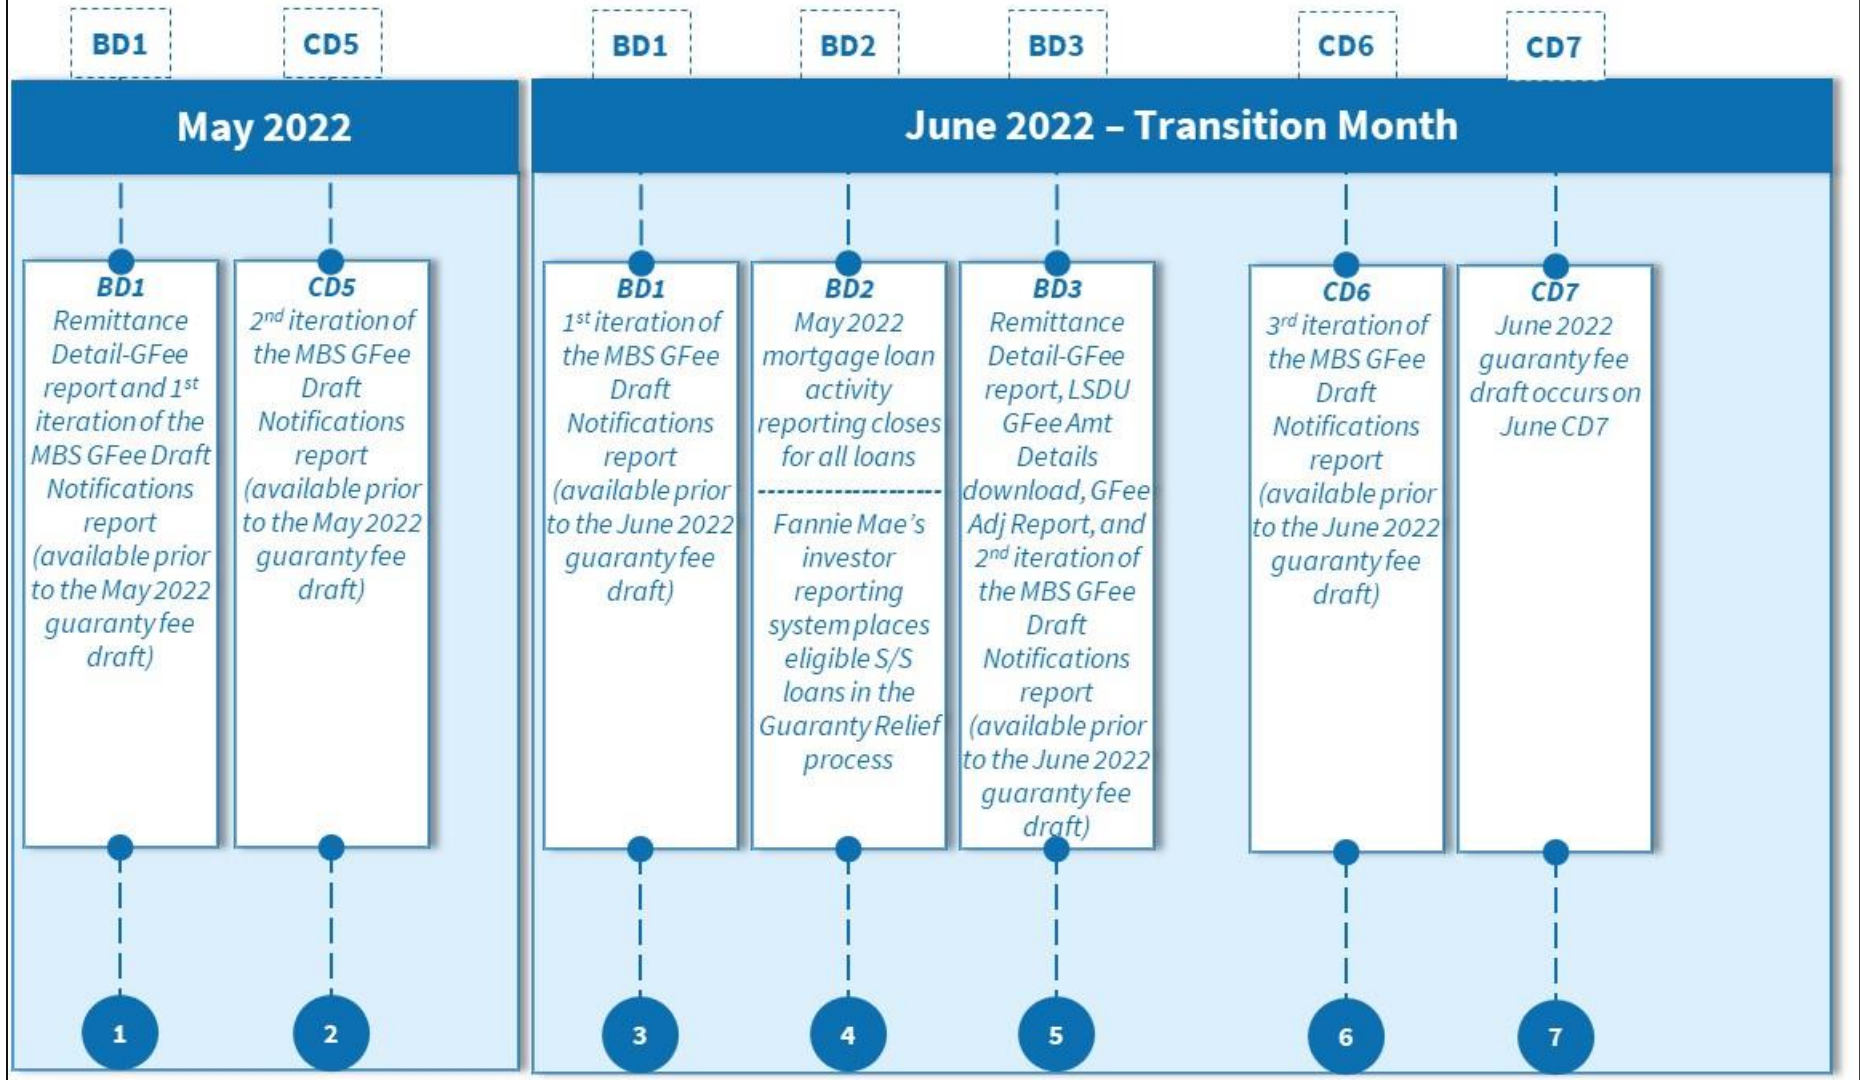 BD1
CD5
BD1
BD2
BD3
CD6
CD7
May 2022
June 2022 – Transition Month
BD1
Remittance
Detail-GFee
report and 1st
iteration of the
MBS GFee Draft
Notifications
report
(available prior
to the May 2022
guaranty fee
draft)
CD5
2nd iteration of
the MBS GFee
Draft
Notifications
report
(available prior
to the May 2022
guaranty fee
draft)
BD1
1st iteration of
the MBS GFee
Draft
Notifications
report
(available prior
to the June 2022
guaranty fee
draft)
BD2
May 2022
mortgage loan
activity
reporting closes
for all loans
Fannie Mae’s
investor
reporting
system places
eligible S/S
loans in the
Guaranty Relief
process
BD3
Remittance
Detail-GFee
report, LSDU
GFee Amt
Details
download, GFee
Adj Report, and
2nd iteration of
the MBS GFee
Draft
Notifications
report
(available prior
to the June 2022
guaranty fee
draft)
CD6
3rd iteration of
the MBS GFee
Draft
Notifications
report
(available prior
to the June 2022
guaranty fee
draft)
CD7
June 2022
guaranty fee
draft occurs on
June CD7
1
2
3
4
5
6
7